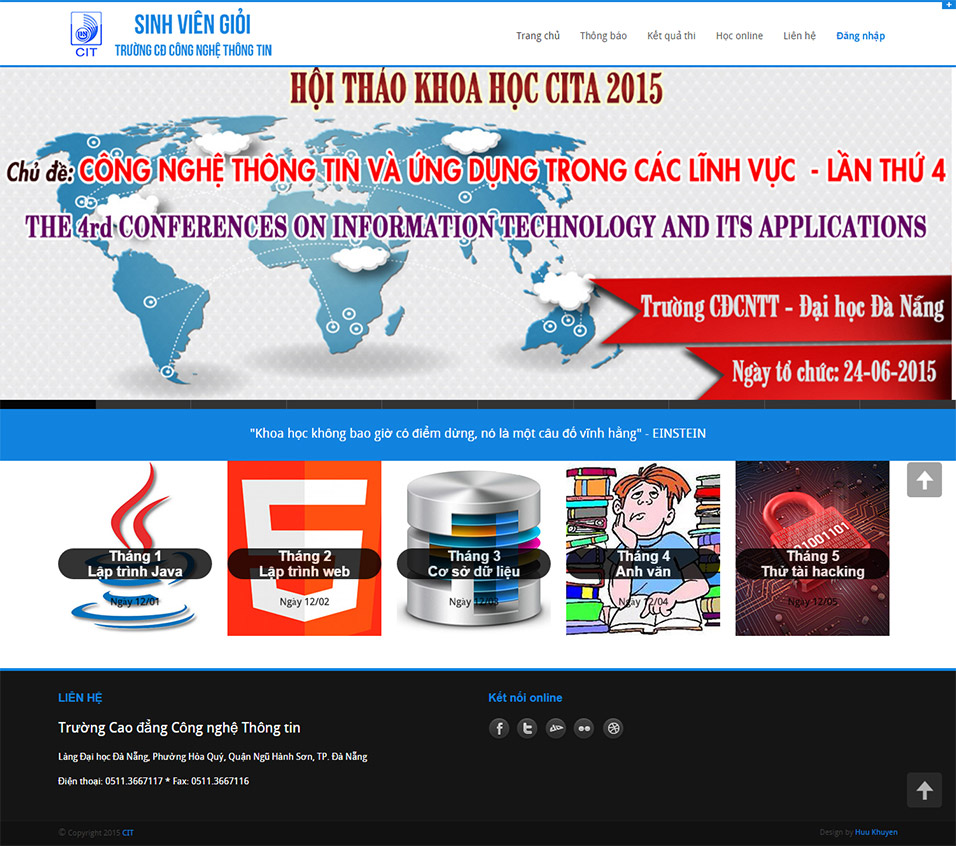 CIT
SINH VIÊN GIỎI
TRƯỜNG CĐ CÔNG NGHỆ THÔNG TIN
Trang chủ Thông báo Kết quả thi Học online Liên hệ Đăng nhập
HỘI THẢO KHOA HỌC CITA 2015
Chủ đề: CÔNG NGHỆ THÔNG TIN VÀ ỨNG DỤNG TRONG CÁC LĨNH VỰC - LẦN THỨ 4
THE 4rd CONFERENCES ON INFORMATION TECHNOLOGY AND ITS APPLICATIONS
Trường CĐCNTT - Đại học Đà Nẵng
Ngày tổ chức: 24-06-2015
"Khoa học không bao giờ có điểm dừng, nó là một câu đố vĩnh hằng" - EINSTEIN
Tháng 1
Lập trình Java
Ngày 12/01
Tháng 2
Lập trình web
Ngày 12/02
Tháng 3
Cơ sở dữ liệu
Ngày 12/03
Tháng 4
Anh văn
Ngày 12/04
01001101
Tháng 5
Thử tài hacking
Ngày 12/05
LIÊN HỆ
Trường Cao đẳng Công nghệ Thông tin
Làng Đại học Đà Nẵng, Phường Hòa Quý, Quận Ngũ Hành Sơn, TP. Đà Nẵng
Điện thoại: 0511.3667117 * Fax: 0511.3667116
Kết nối online
© Copyright 2015 CIT
Design by Huu Khuyen